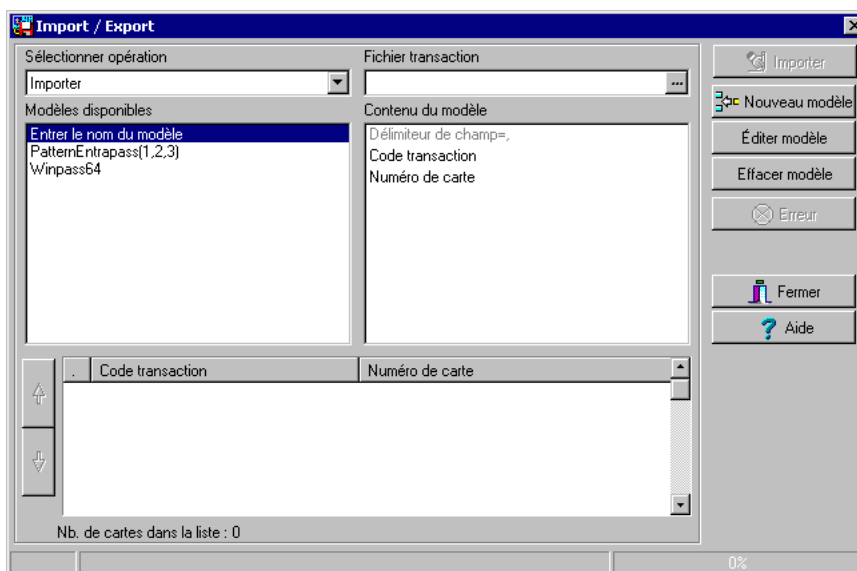 Import / Export
Sélectionner opération
Fichier transaction
Importer
...
Modèles disponibles
Contenu du modèle
Entrer le nom du modèle
PatternEntrapass(1,2,3)
Winpass64
Délimiteur de champ=,
Code transaction
Numéro de carte
Importer
Nouveau modèle
Éditer modèle
Effacer modèle
Erreur
Fermer
? Aide
. Code transaction Numéro de carte
Nb. de cartes dans la liste : 0
0%